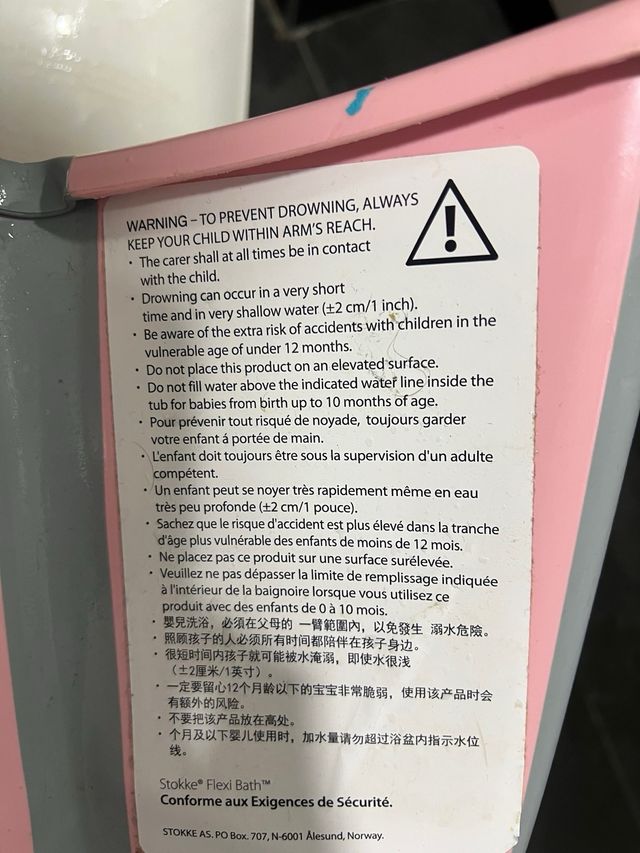 WARNING – TO PREVENT DROWNING, ALWAYS
KEEP YOUR CHILD WITHIN ARM'S REACH.
• The carer shall at all times be in contact
with the child.
• Drowning can occur in a very short
time and in very shallow water (±2 cm/1 inch).
• Be aware of the extra risk of accidents with children in the
vulnerable age of under 12 months.
• Do not place this product on an elevated surface.
• Do not fill water above the indicated water line inside the
tub for babies from birth up to 10 months of age.
• Pour prévenir tout risqué de noyade, toujours garder
votre enfant á portée de main.
• L'enfant doit toujours être sous la supervision d'un adulte
compétent.
• Un enfant peut se noyer très rapidement même en eau
très peu profonde (±2 cm/1 pouce).
• Sachez que le risque d'accident est plus élevé dans la tranche
d'âge plus vulnérable des enfants de moins de 12 mois.
• Ne placez pas ce produit sur une surface surélevée.
• Veuillez ne pas dépasser la limite de remplissage indiquée
à l'intérieur de la baignoire lorsque vous utilisez ce
produit avec des enfants de 0 à 10 mois.
• 嬰兒洗浴，必須在父母的 一臂範圍內，以免發生 溺水危險。
• 照顾孩子的人必须所有时间都陪伴在孩子身边。
• 很短时间内孩子就可能被水淹溺，即使水很浅
（±2厘米/1英寸）。
• 一定要留心12个月龄以下的宝宝非常脆弱，使用该产品时会
有额外的风险。
• 不要把该产品放在高处。
• 个月及以下婴儿使用时，加水量请勿超过浴盆内指示水位
线。
Stokke® Flexi Bath™
Conforme aux Exigences de Sécurité.
STOKKE AS. PO Box. 707, N-6001 Ålesund, Norway.